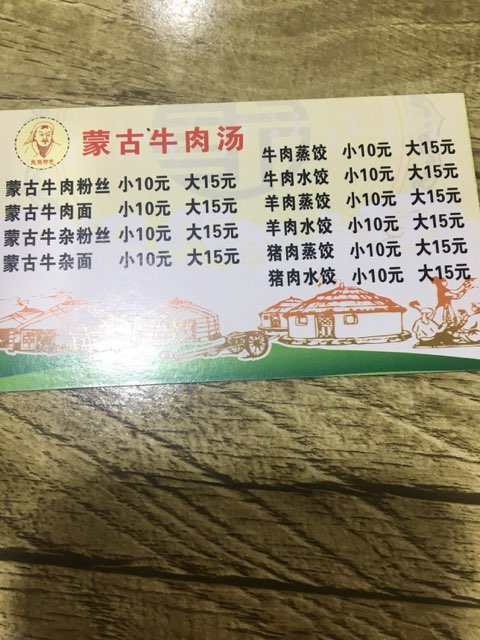 蒙古牛肉汤
蒙古牛肉粉丝 小10元 大15元
蒙古牛肉面 小10元 大15元
蒙古牛杂粉丝 小10元 大15元
蒙古牛杂面 小10元 大15元
牛肉蒸饺 小10元 大15元
牛肉水饺 小10元 大15元
羊肉蒸饺 小10元 大15元
羊肉水饺 小10元 大15元
猪肉蒸饺 小10元 大15元
猪肉水饺 小10元 大15元